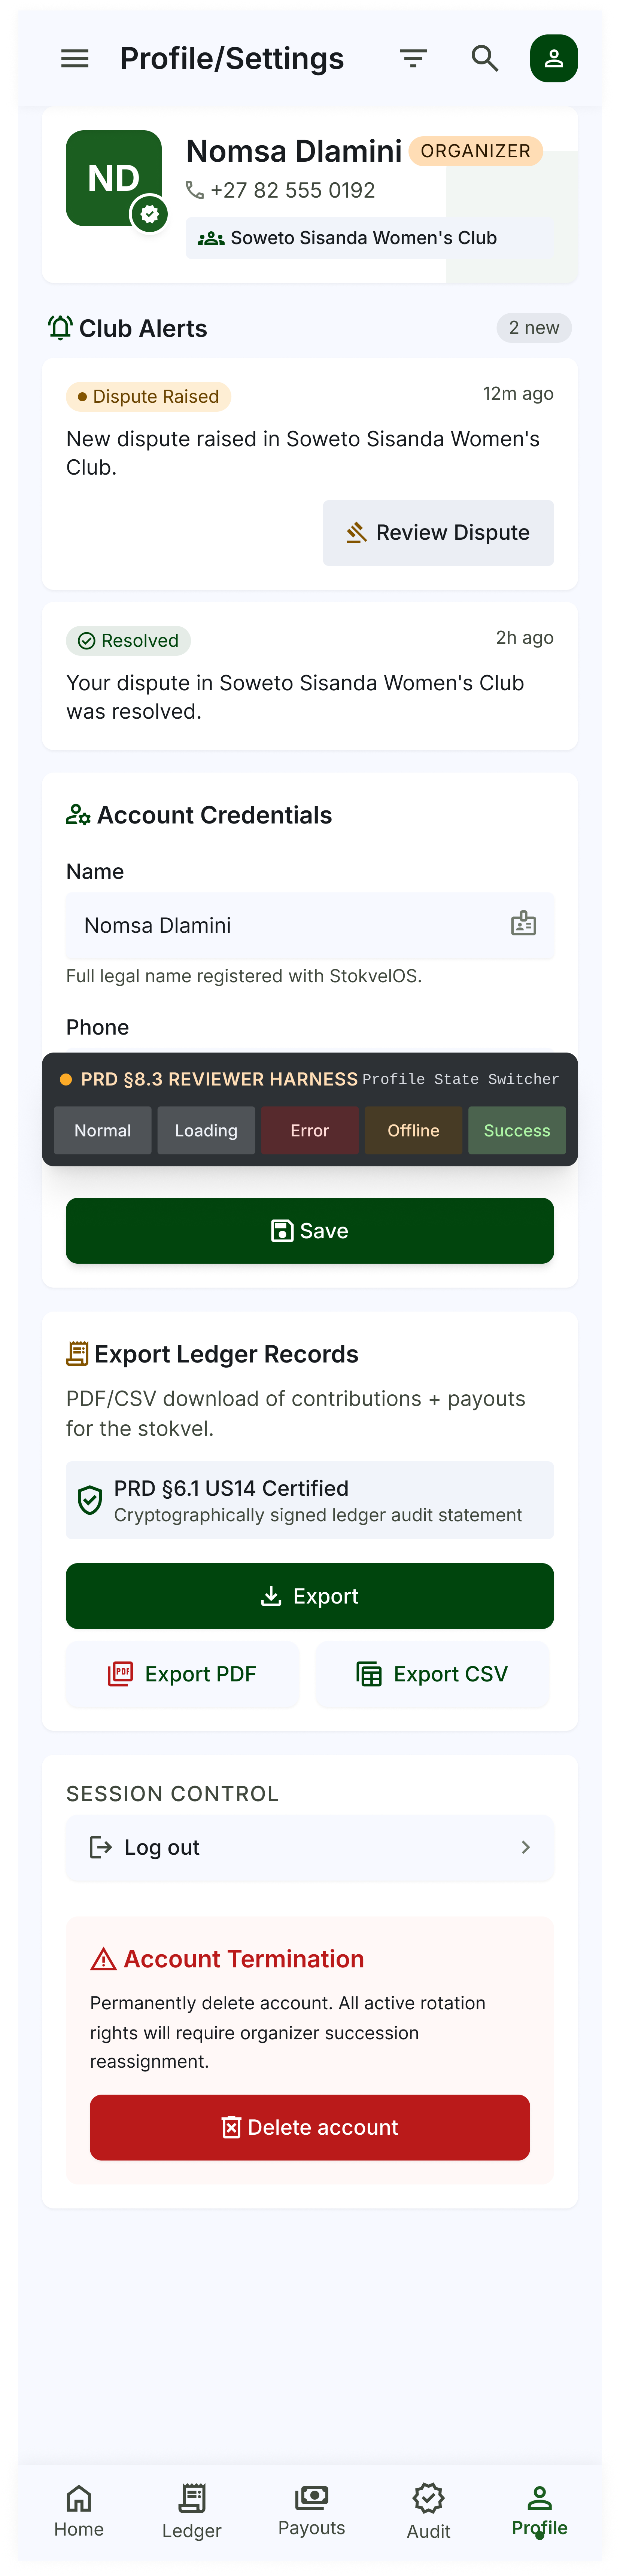 Profile/Settings
ND
Nomsa Dlamini
ORGANIZER
+27 82 555 0192
Soweto Sisanda Women's Club
Club Alerts
2 new
Dispute Raised
12m ago
New dispute raised in Soweto Sisanda Women's
Club.
Review Dispute
Resolved
2h ago
Your dispute in Soweto Sisanda Women's Club
was resolved.
Account Credentials
Name
Nomsa Dlamini
Full legal name registered with StokvelOS.
Phone
PRD §8.3 REVIEWER HARNESS
Profile State Switcher
Normal
Loading
Error
Offline
Success
Save
Export Ledger Records
PDF/CSV download of contributions + payouts
for the stokvel.
PRD §6.1 US14 Certified
Cryptographically signed ledger audit statement
Export
PDF
Export PDF
Export CSV
SESSION CONTROL
Log out
Account Termination
Permanently delete account. All active rotation
rights will require organizer succession
reassignment.
Delete account
Home
Ledger
Payouts
Audit
Profile